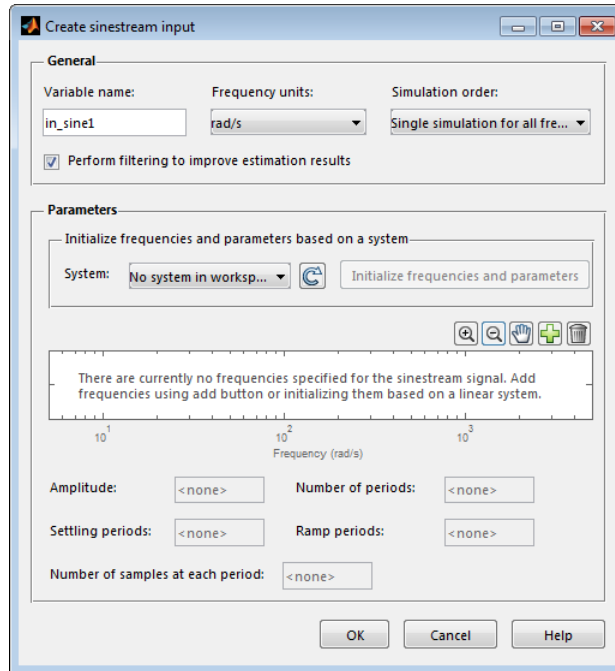 Create sinestream input
General
Variable name: Frequency units: Simulation order:
in_sine1 rad/s Single simulation for all fre...
Perform filtering to improve estimation results
Parameters
Initialize frequencies and parameters based on a system
System: No system in worksp... Initialize frequencies and parameters
There are currently no frequencies specified for the sinestream signal. Add
frequencies using add button or initializing them based on a linear system.
10^1 10^2 10^3
Frequency (rad/s)
Amplitude: <none> Number of periods: <none>
Settling periods: <none> Ramp periods: <none>
Number of samples at each period: <none>
OK Cancel Help